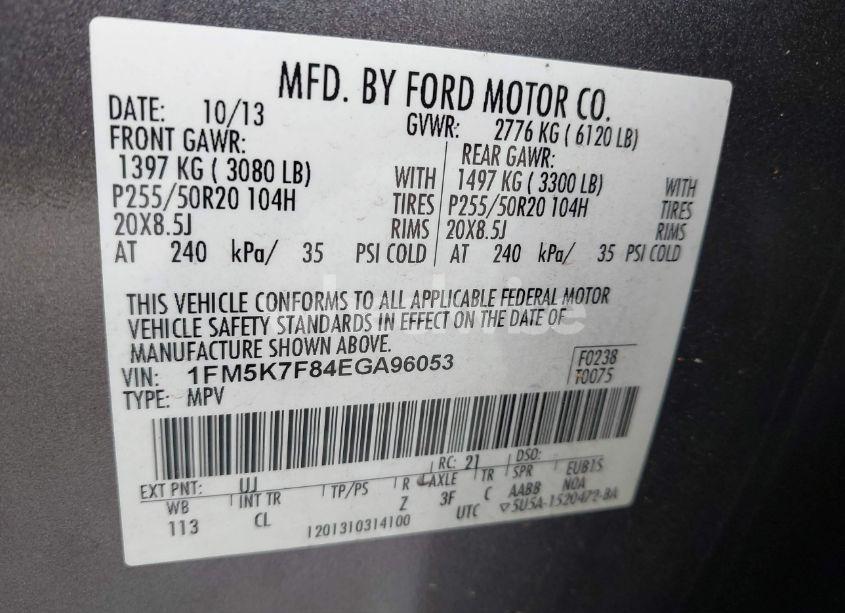 MFD. BY FORD MOTOR CO.
DATE: 10/13 GVWR: 2776 KG ( 6120 LB)
FRONT GAWR: REAR GAWR:
1397 KG ( 3080 LB) WITH 1497 KG ( 3300 LB) WITH
P255/50R20 104H TIRES P255/50R20 104H TIRES
20X8.5J RIMS 20X8.5J RIMS
AT 240 kPa/ 35 PSI COLD AT 240 kPa/ 35 PSI COLD
THIS VEHICLE CONFORMS TO ALL APPLICABLE FEDERAL MOTOR
VEHICLE SAFETY STANDARDS IN EFFECT ON THE DATE OF
MANUFACTURE SHOWN ABOVE.
VIN: 1FM5K7F84EGA96053 F0238
TYPE: MPV T0075
RC: 21 DSO:
EXT PNT: UJ
WB INT TR TP/PS R AXLE TR SPR EUB15
113 CL Z 3F C AABB NOA
1201310314100 UTC ▽5U5A-1520472-BA